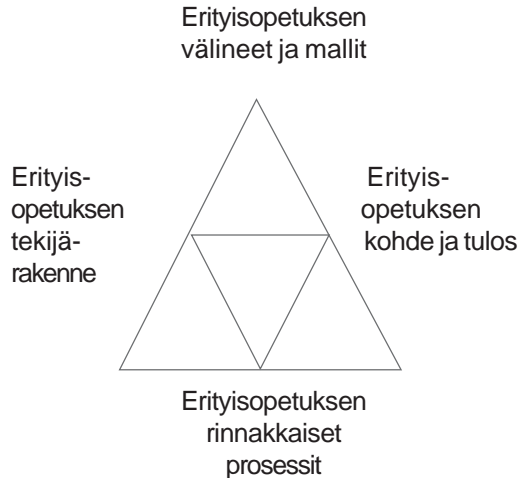 Erityisopetuksen
välineet ja mallit
Erityis-
opetuksen
tekijä-
rakenne
Erityis-
opetuksen
kohde ja tulos
Erityisopetuksen
rinnakkaiset
prosessit